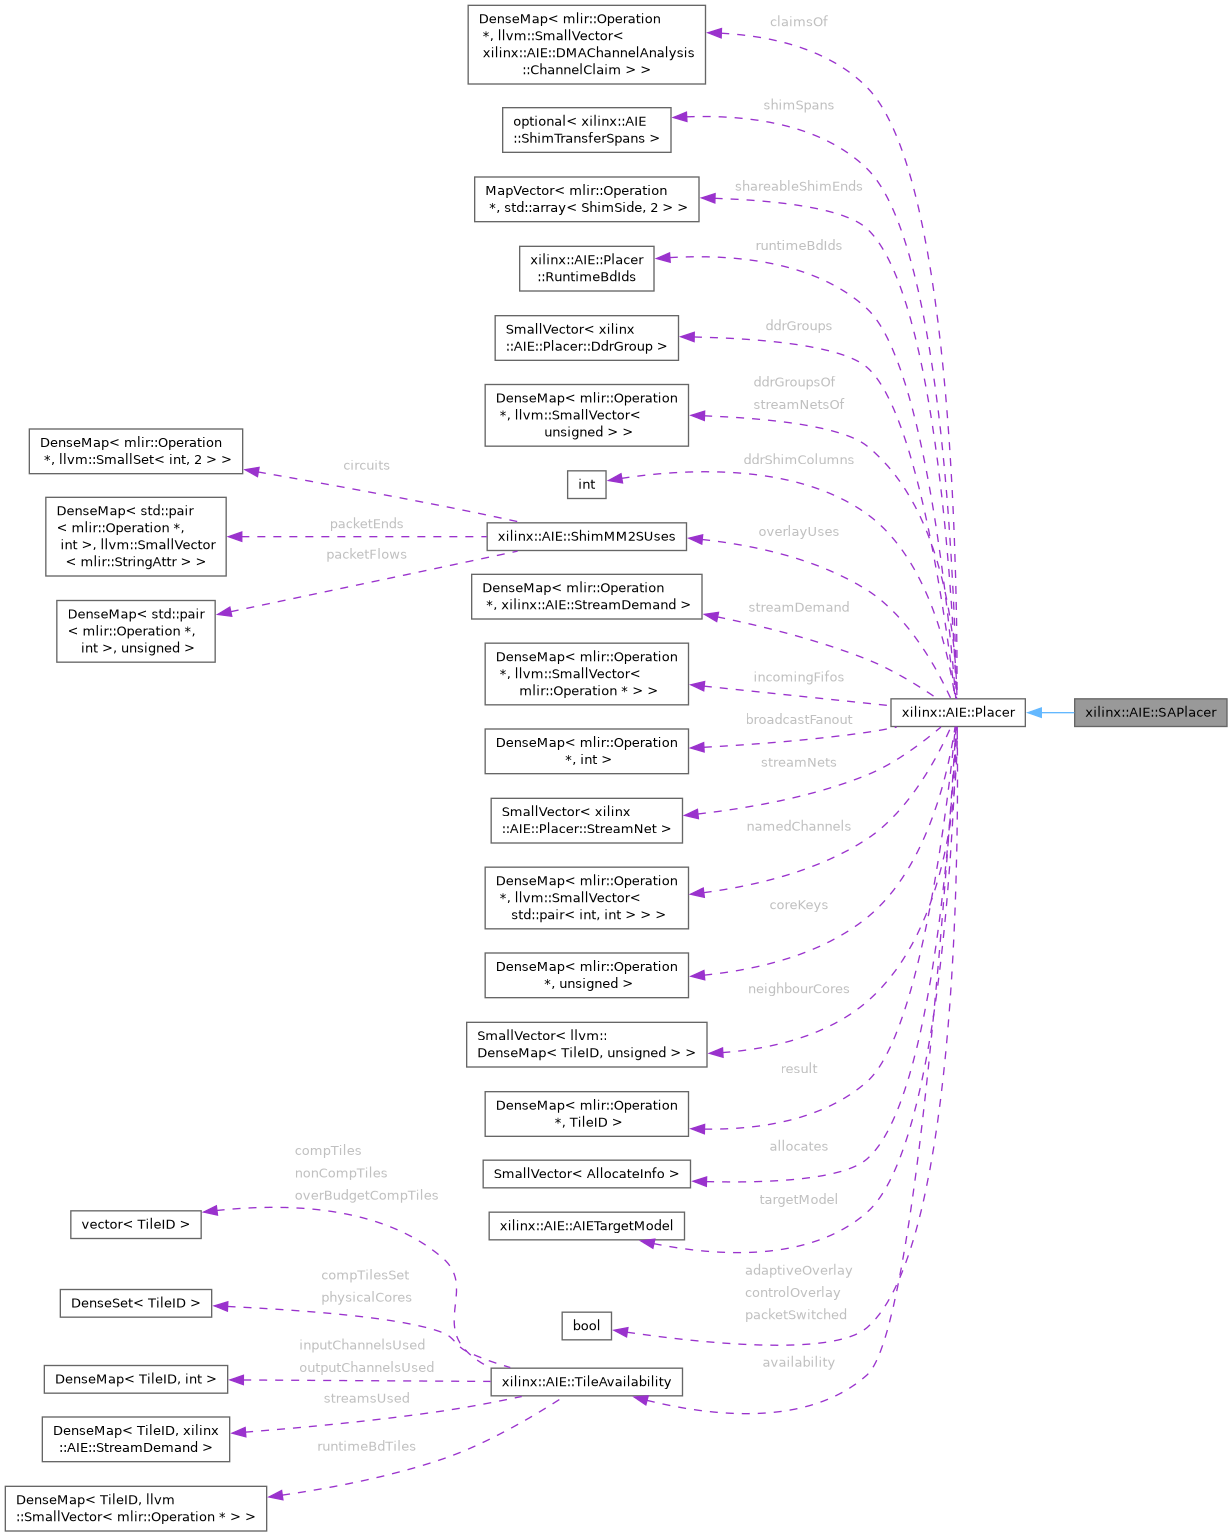 DenseMap< mlir::Operation
*, llvm::SmallVector<
xilinx::AIE::DMAChannelAnalysis
::ChannelClaim > >
claimsOf
optional< xilinx::AIE
::ShimTransferSpans >
shimSpans
MapVector< mlir::Operation
*, std::array< ShimSide, 2 > >
shareableShimEnds
xilinx::AIE::Placer
::RuntimeBdIds
runtimeBdIds
SmallVector< xilinx
::AIE::Placer::DdrGroup >
ddrGroups
DenseMap< mlir::Operation
*, llvm::SmallVector<
unsigned > >
ddrGroupsOf
streamNetsOf
int
ddrShimColumns
DenseMap< mlir::Operation
*, llvm::SmallSet< int, 2 > >
circuits
DenseMap< std::pair
< mlir::Operation *,
int >, llvm::SmallVector
< mlir::StringAttr > >
packetEnds
DenseMap< std::pair
< mlir::Operation *,
int >, unsigned >
packetFlows
xilinx::AIE::ShimMM2SUses
overlayUses
DenseMap< mlir::Operation
*, xilinx::AIE::StreamDemand >
streamDemand
DenseMap< mlir::Operation
*, llvm::SmallVector<
mlir::Operation * > >
incomingFifos
xilinx::AIE::Placer
xilinx::AIE::SAPlacer
DenseMap< mlir::Operation
*, int >
broadcastFanout
SmallVector< xilinx
::AIE::Placer::StreamNet >
streamNets
DenseMap< mlir::Operation
*, llvm::SmallVector<
std::pair< int, int > > >
namedChannels
DenseMap< mlir::Operation
*, unsigned >
coreKeys
SmallVector< llvm::
DenseMap< TileID, unsigned > >
neighbourCores
DenseMap< mlir::Operation
*, TileID >
result
SmallVector< AllocateInfo >
allocates
xilinx::AIE::AIETargetModel
targetModel
bool
adaptiveOverlay
controlOverlay
packetSwitched
xilinx::AIE::TileAvailability
availability
vector< TileID >
compTiles
nonCompTiles
overBudgetCompTiles
DenseSet< TileID >
compTilesSet
physicalCores
DenseMap< TileID, int >
inputChannelsUsed
outputChannelsUsed
DenseMap< TileID, xilinx
::AIE::StreamDemand >
streamsUsed
DenseMap< TileID, llvm
::SmallVector< mlir::Operation * > >
runtimeBdTiles